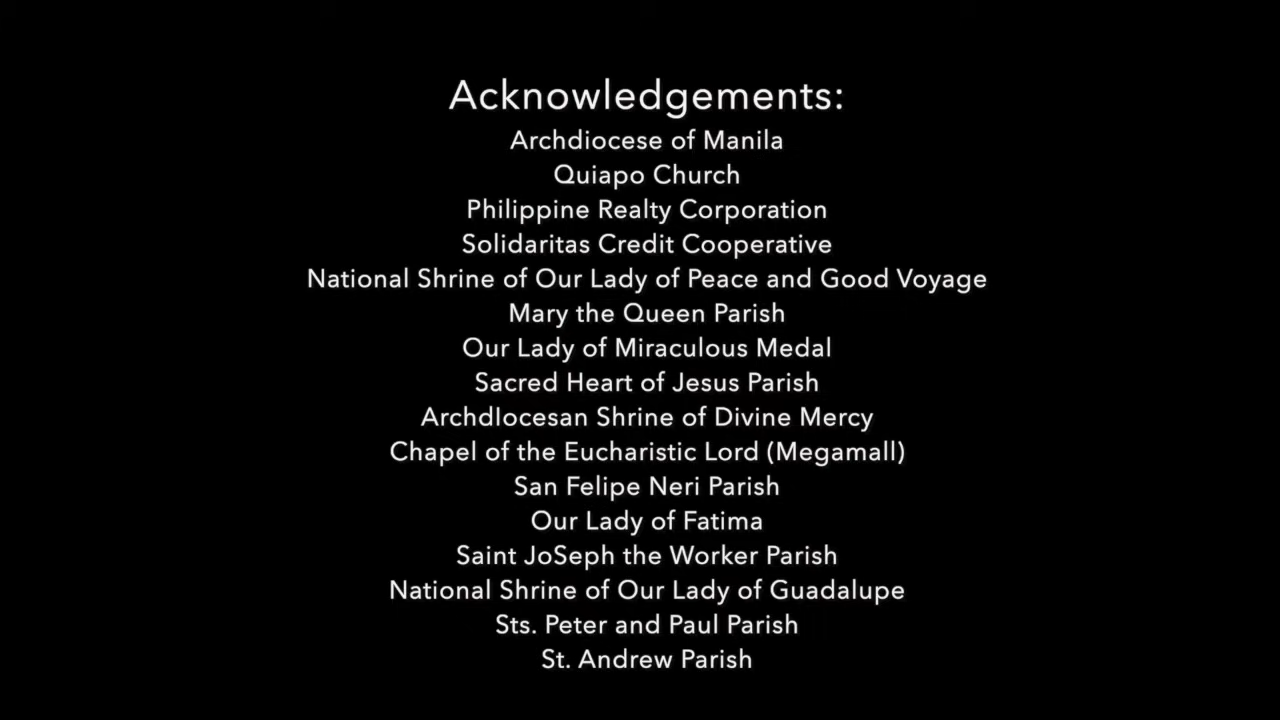 Acknowledgements:
Archdiocese of Manila
Quiapo Church
Philippine Realty Corporation
Solidaritas Credit Cooperative
National Shrine of Our Lady of Peace and Good Voyage
Mary the Queen Parish
Our Lady of Miraculous Medal
Sacred Heart of Jesus Parish
ArchdIocesan Shrine of Divine Mercy
Chapel of the Eucharistic Lord (Megamall)
San Felipe Neri Parish
Our Lady of Fatima
Saint JoSeph the Worker Parish
National Shrine of Our Lady of Guadalupe
Sts. Peter and Paul Parish
St. Andrew Parish